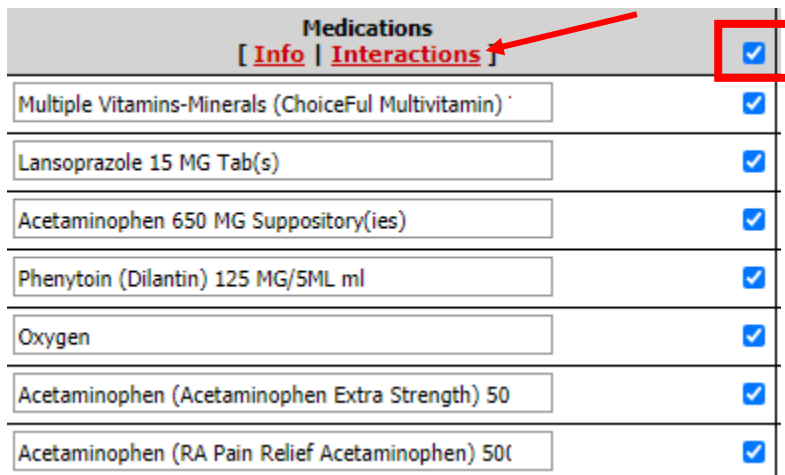 Medications
[ Info | Interactions ]
Multiple Vitamins-Minerals (ChoiceFul Multivitamin)
Lansoprazole 15 MG Tab(s)
Acetaminophen 650 MG Suppository(ies)
Phenytoin (Dilantin) 125 MG/5ML ml
Oxygen
Acetaminophen (Acetaminophen Extra Strength) 50
Acetaminophen (RA Pain Relief Acetaminophen) 500